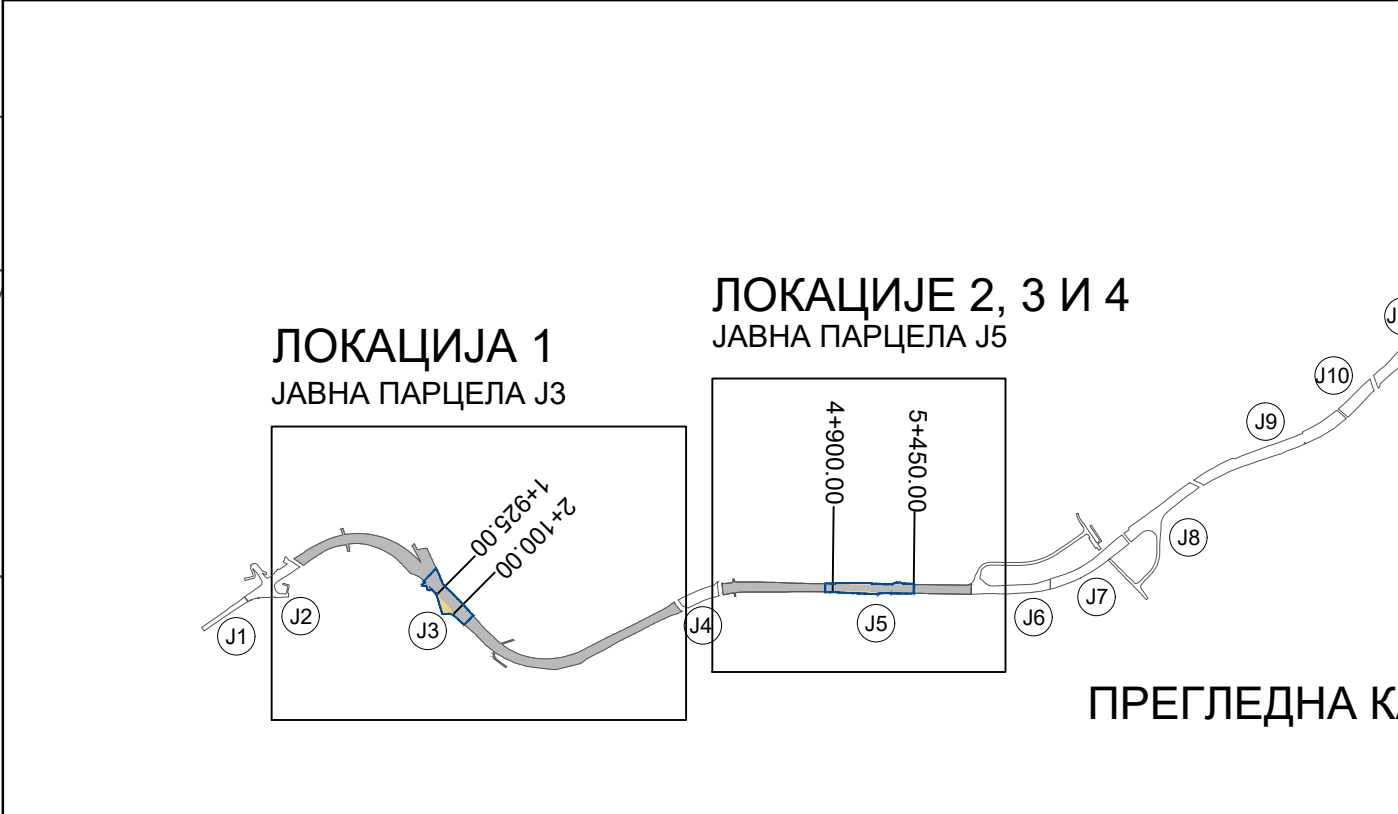 ЛОКАЦИЈЕ 2, 3 И 4
ЈАВНА ПАРЦЕЛА Ј5
ЛОКАЦИЈА 1
ЈАВНА ПАРЦЕЛА Ј3
1+925.00
2+100.00
4+900.00
5+450.00
Ј1
Ј2
Ј3
Ј4
Ј5
Ј6
Ј7
Ј8
Ј9
Ј10
ПРЕГЛЕДНА